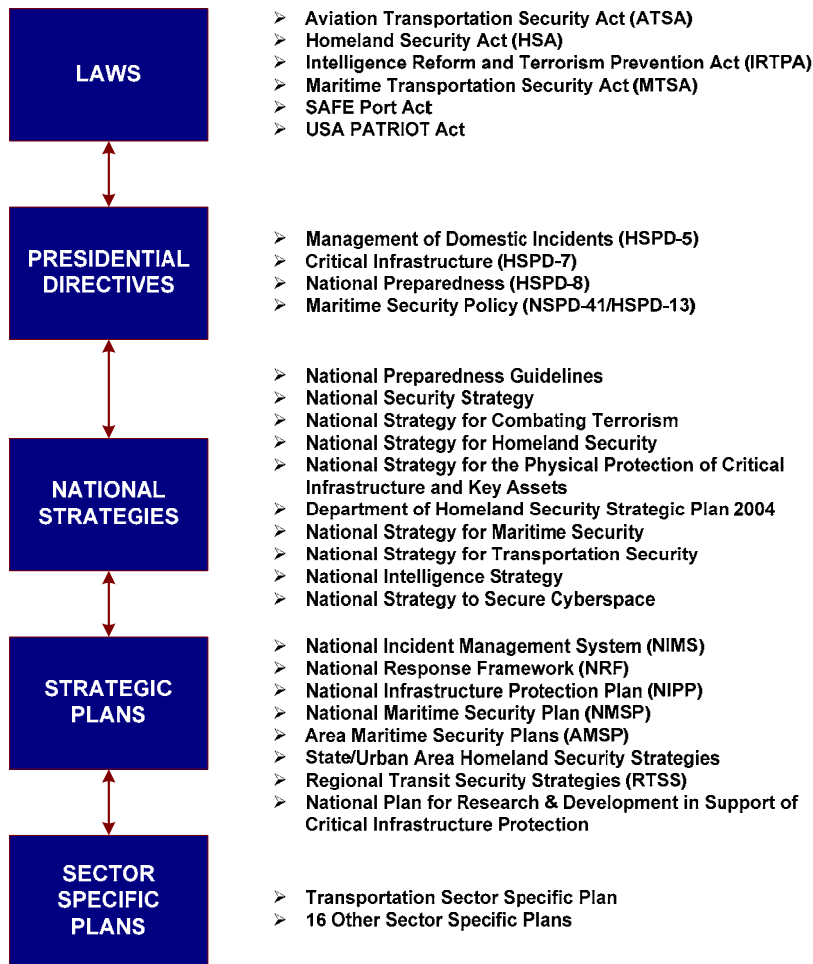 LAWS
➢ Aviation Transportation Security Act (ATSA)
➢ Homeland Security Act (HSA)
➢ Intelligence Reform and Terrorism Prevention Act (IRTPA)
➢ Maritime Transportation Security Act (MTSA)
➢ SAFE Port Act
➢ USA PATRIOT Act
PRESIDENTIAL
DIRECTIVES
➢ Management of Domestic Incidents (HSPD-5)
➢ Critical Infrastructure (HSPD-7)
➢ National Preparedness (HSPD-8)
➢ Maritime Security Policy (NSPD-41/HSPD-13)
NATIONAL
STRATEGIES
➢ National Preparedness Guidelines
➢ National Security Strategy
➢ National Strategy for Combating Terrorism
➢ National Strategy for Homeland Security
➢ National Strategy for the Physical Protection of Critical
Infrastructure and Key Assets
➢ Department of Homeland Security Strategic Plan 2004
➢ National Strategy for Maritime Security
➢ National Strategy for Transportation Security
➢ National Intelligence Strategy
➢ National Strategy to Secure Cyberspace
STRATEGIC
PLANS
➢ National Incident Management System (NIMS)
➢ National Response Framework (NRF)
➢ National Infrastructure Protection Plan (NIPP)
➢ National Maritime Security Plan (NMSP)
➢ Area Maritime Security Plans (AMSP)
➢ State/Urban Area Homeland Security Strategies
➢ Regional Transit Security Strategies (RTSS)
➢ National Plan for Research & Development in Support of
Critical Infrastructure Protection
SECTOR
SPECIFIC
PLANS
➢ Transportation Sector Specific Plan
➢ 16 Other Sector Specific Plans